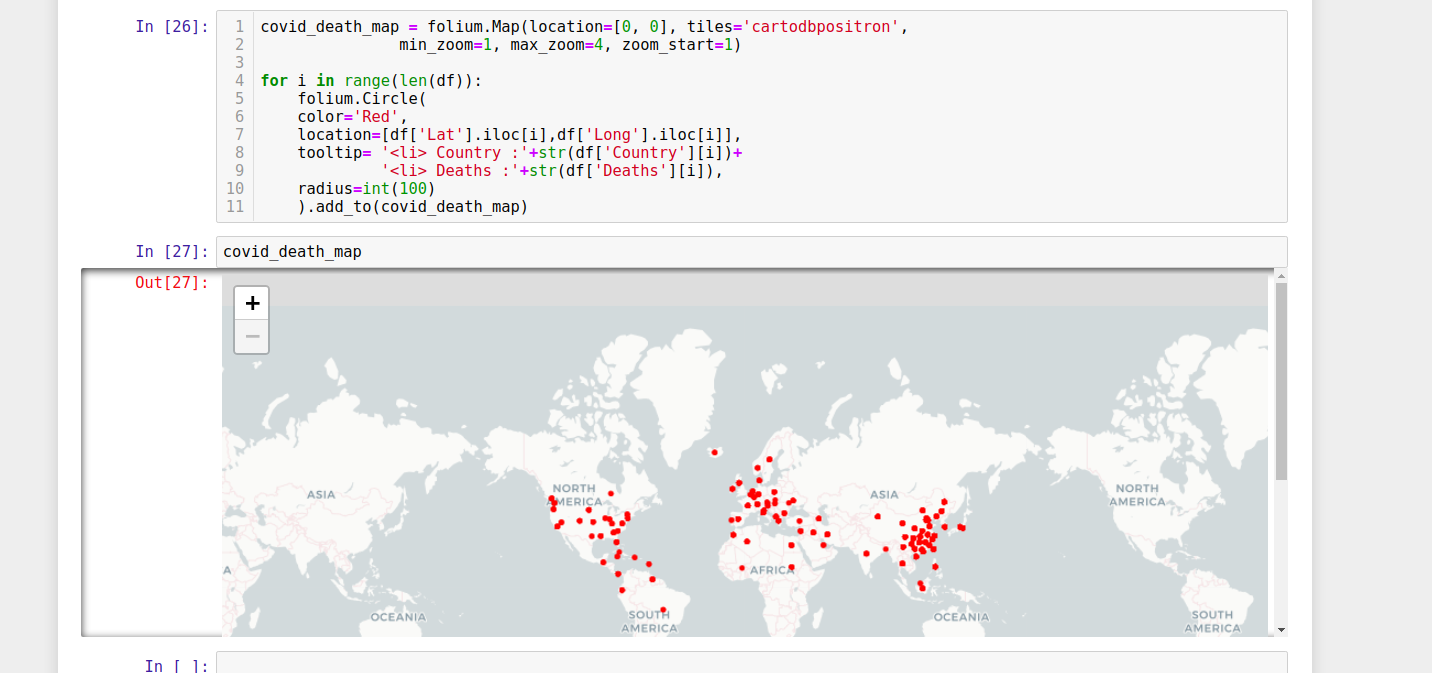 In [26]:
1 covid_death_map = folium.Map(location=[0, 0], tiles='cartodbpositron',
2                min_zoom=1, max_zoom=4, zoom_start=1)
3
4 for i in range(len(df)):
5     folium.Circle(
6     color='Red',
7     location=[df['Lat'].iloc[i],df['Long'].iloc[i]],
8     tooltip= '<li> Country :'+str(df['Country'][i])+
9              '<li> Deaths :'+str(df['Deaths'][i]),
10     radius=int(100)
11     ).add_to(covid_death_map)
In [27]: covid_death_map
Out[27]:
+
−
ASIA
NORTH
AMERICA
ASIA
NORTH
AMERICA
A
AFRICA
OCEANIA
SOUTH
AMERICA
OCEANIA
SOUTH
AMERICA
In [ ]: